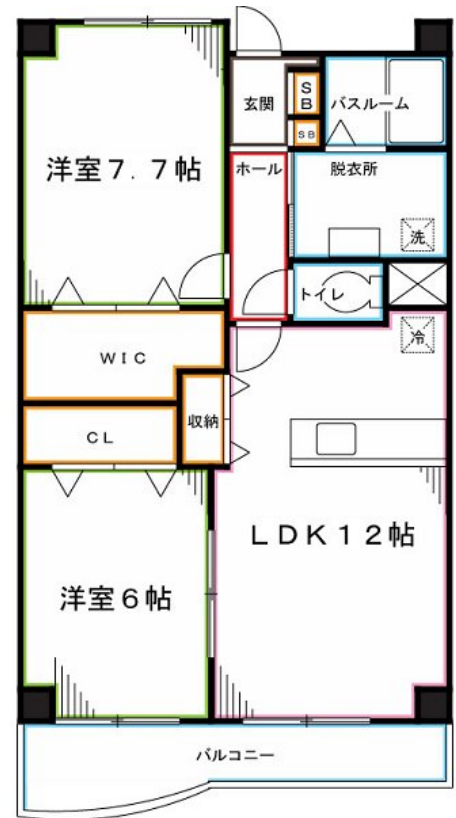 玄関
SB
バスルーム
SB
洋室7.7帖
ホール
脱衣所
洗
トイレ
冷
WIC
収納
CL
LDK12帖
洋室6帖
バルコニー